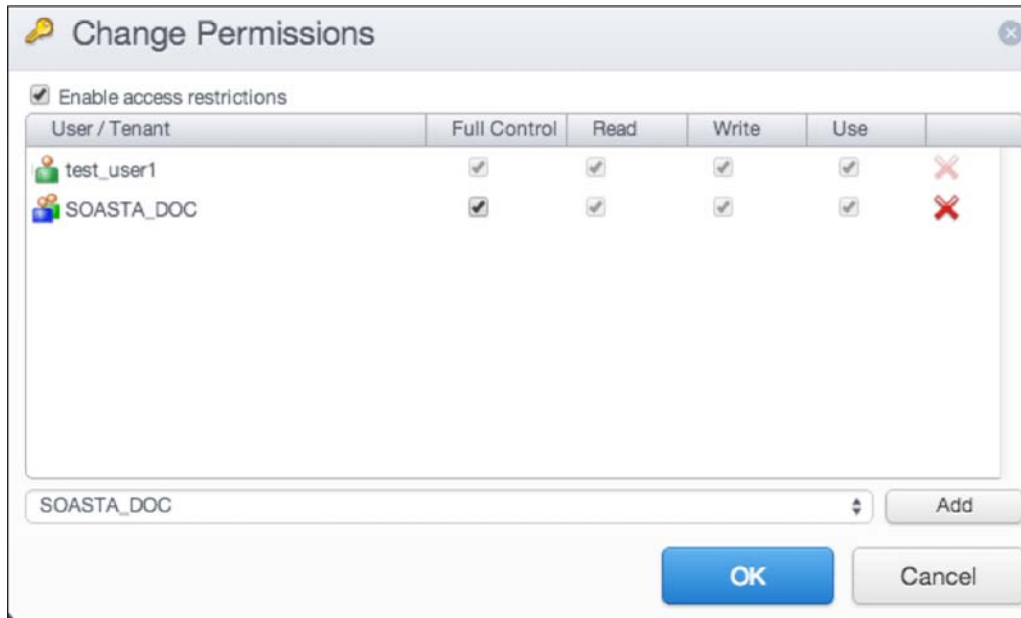 Change Permissions
Enable access restrictions
User / Tenant Full Control Read Write Use
test_user1
SOASTA_DOC
SOASTA_DOC Add
OK Cancel